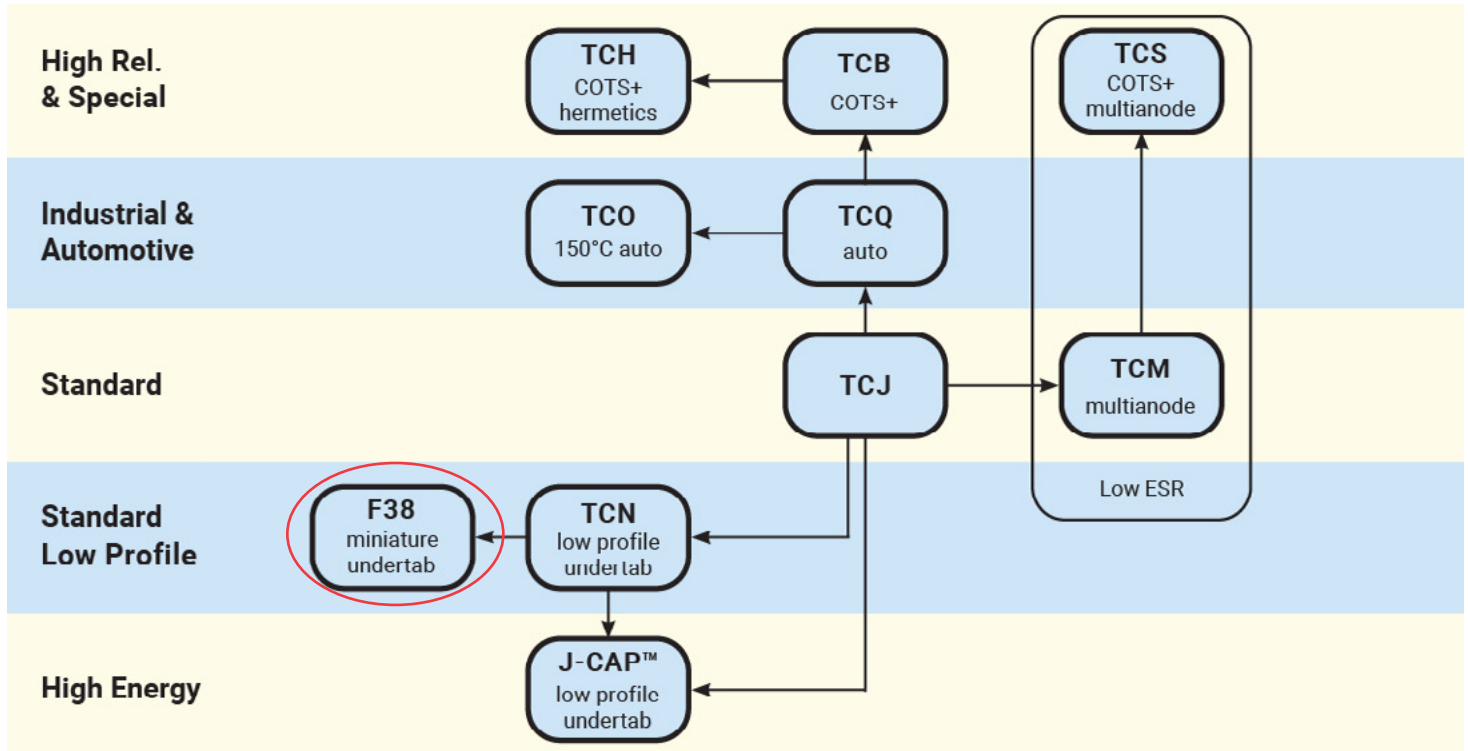 High Rel.
& Special
TCH
COTS+
hermetics
TCB
COTS+
TCS
COTS+
multianode
Industrial &
Automotive
TCO
150°C auto
TCQ
auto
Standard
TCJ
TCM
multianode
Low ESR
Standard
Low Profile
F38
miniature
undertab
TCN
low profile
undertab
High Energy
J-CAP™
low profile
undertab